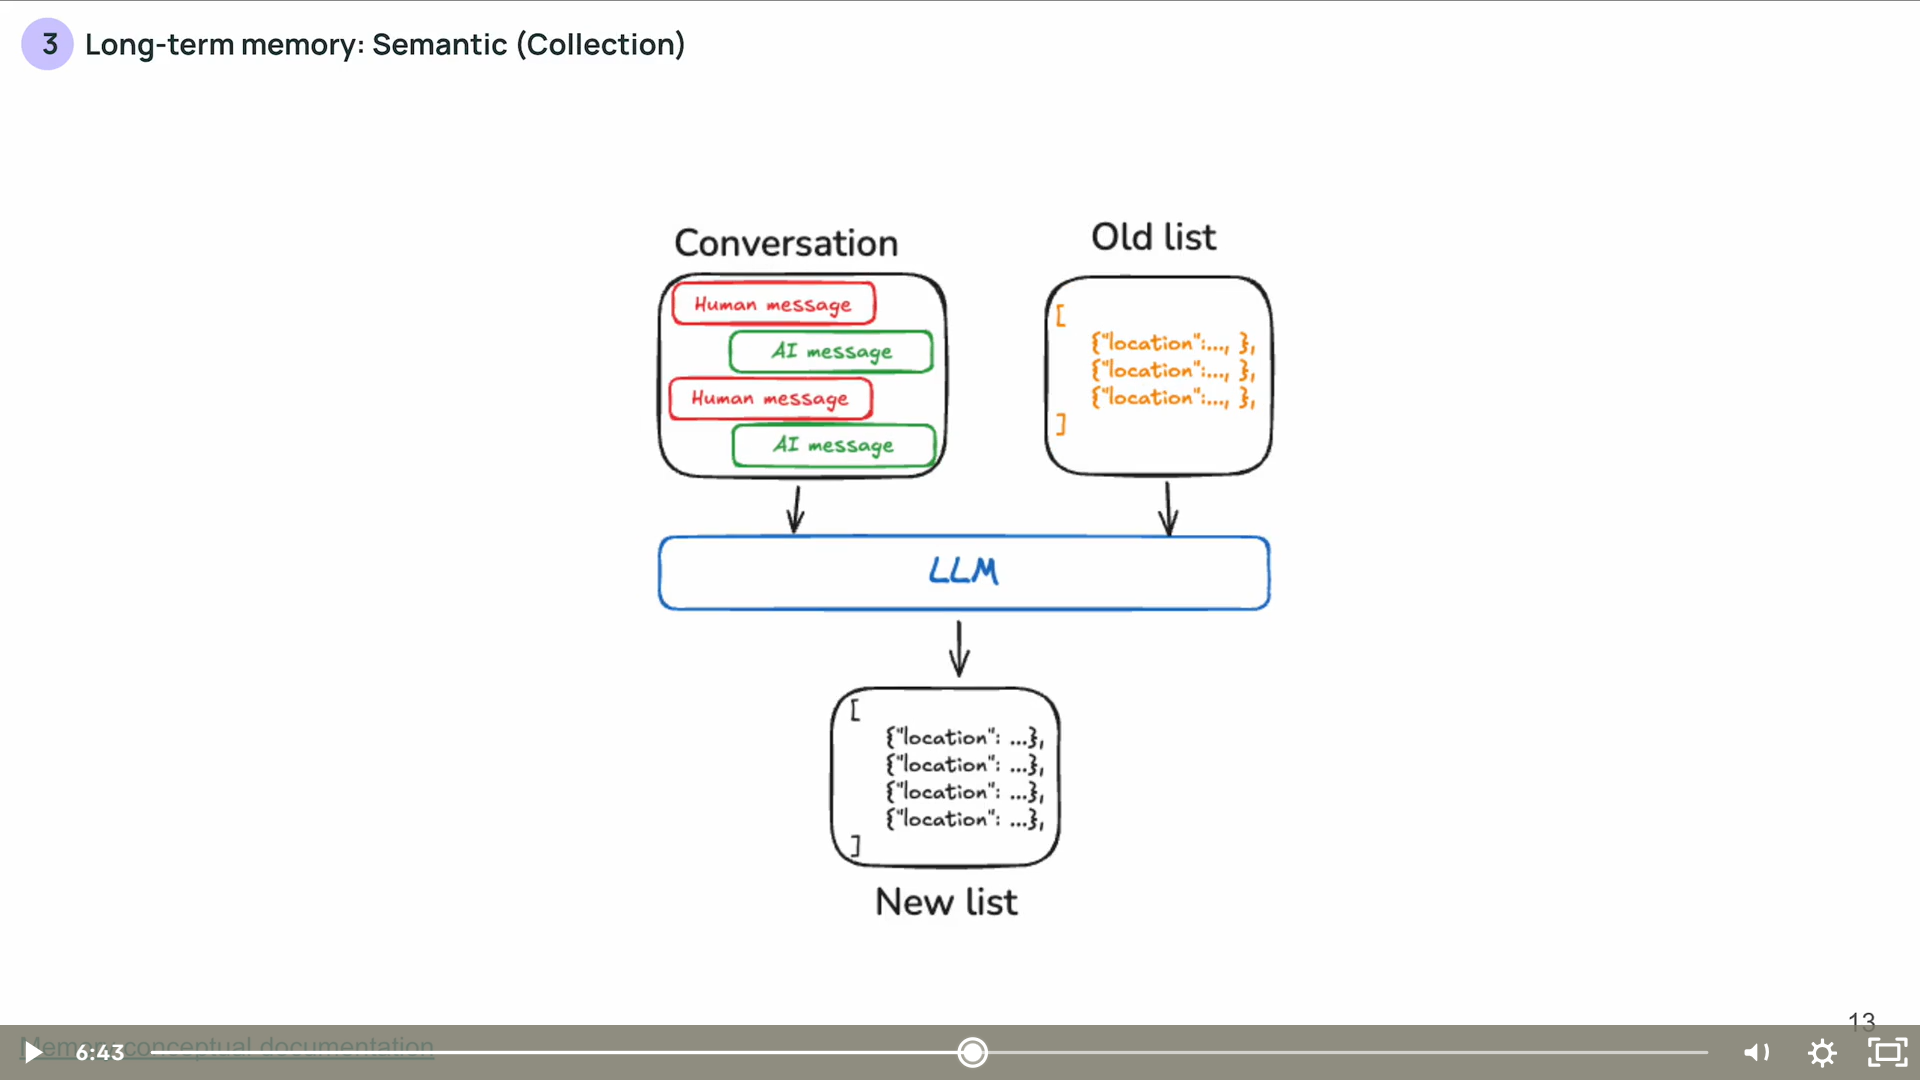 3 Long-term memory: Semantic (Collection)
Conversation
Human message
AI message
Human message
AI message
Old list
[
{"location":..., },
{"location":..., },
{"location":..., },
]
LLM
[
{"location": ...},
{"location": ...},
{"location": ...},
{"location": ...},
]
New list
13
Memory conceptual documentation
6:43